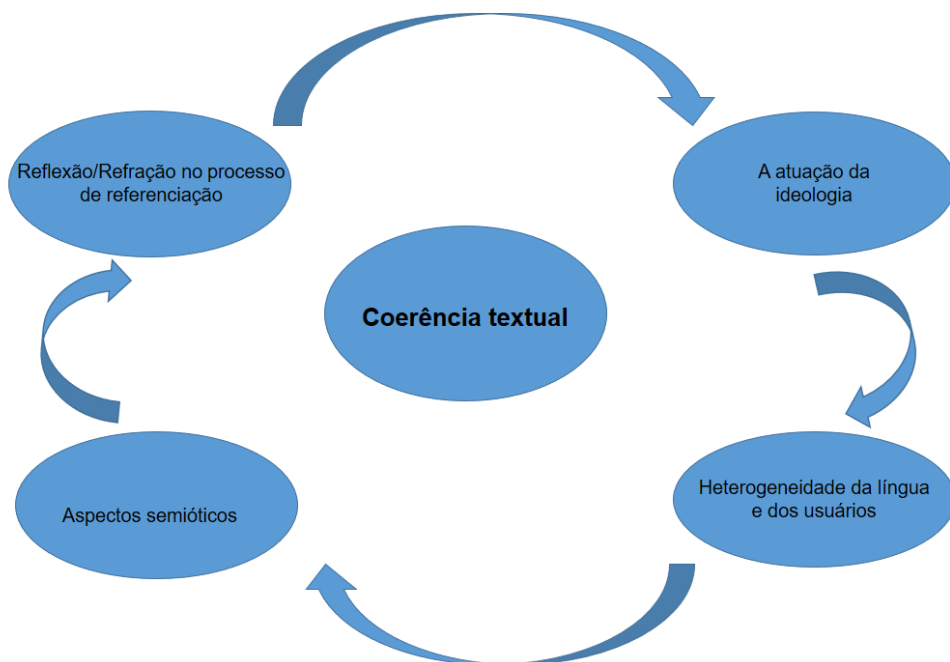 Reflexão/Refração no processo
de referenciação
A atuação da
ideologia
Coerência textual
Aspectos semióticos
Heterogeneidade da língua
e dos usuários